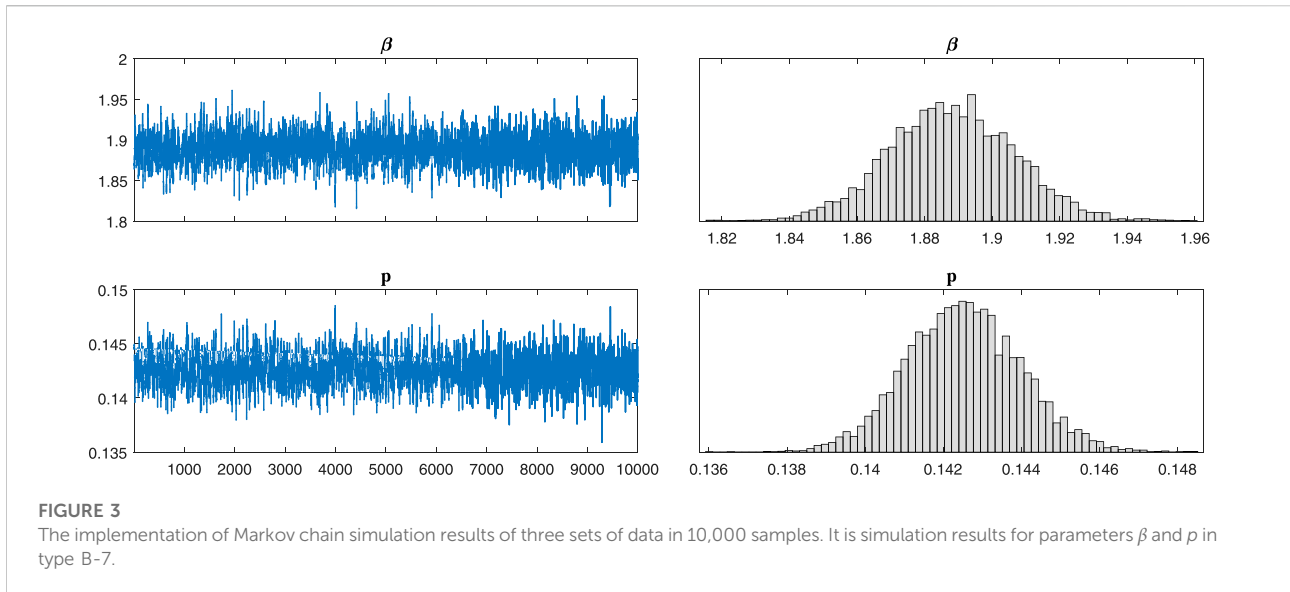 β
2
1.95
1.9
1.85
1.8
β
1.82 1.84 1.86 1.88 1.9 1.92 1.94 1.96
p
0.15
0.145
0.14
0.135
1000 2000 3000 4000 5000 6000 7000 8000 9000 10000
p
0.136 0.138 0.14 0.142 0.144 0.146 0.148
FIGURE 3
The implementation of Markov chain simulation results of three sets of data in 10,000 samples. It is simulation results for parameters β and p in
type B-7.